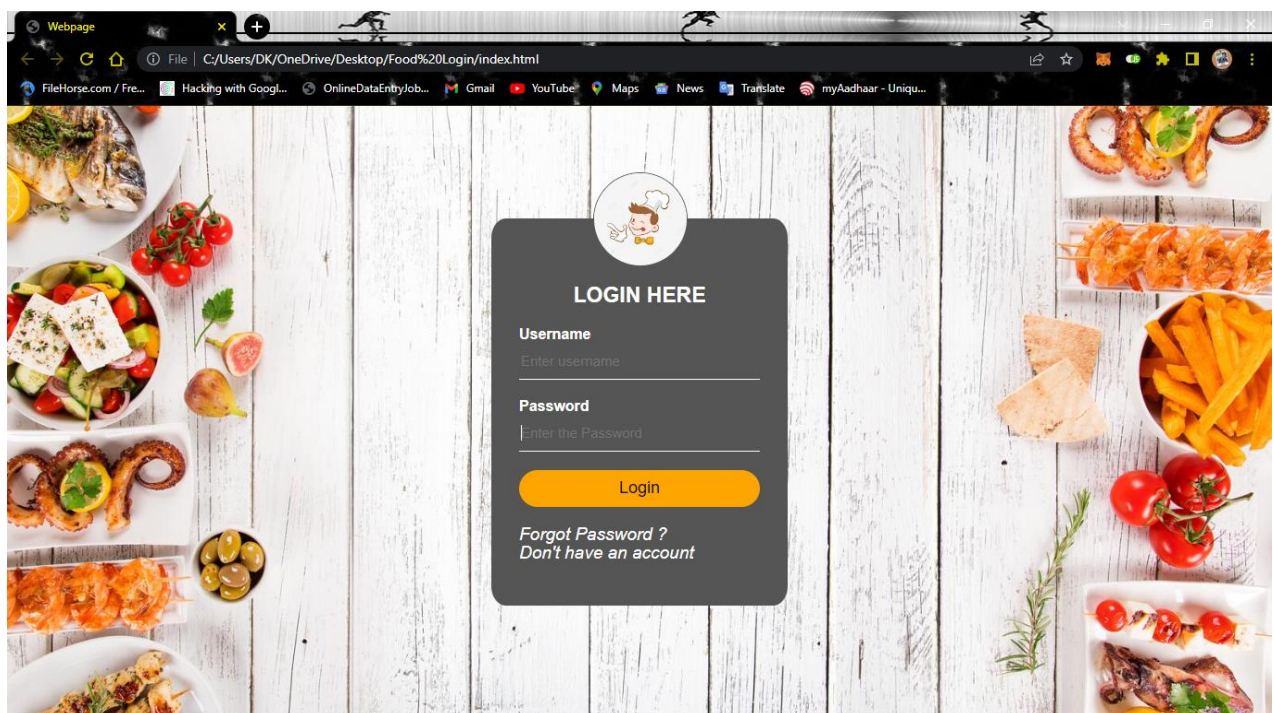 Webpage
File | C:/Users/DK/OneDrive/Desktop/Food%20Login/index.html
FileHorse.com / Fre... Hacking with Googl... OnlineDataEntryJob... Gmail YouTube Maps News Translate myAadhaar - Uniqu...
LOGIN HERE
Username
Enter username
Password
Enter the Password
Login
Forgot Password ?
Don't have an account